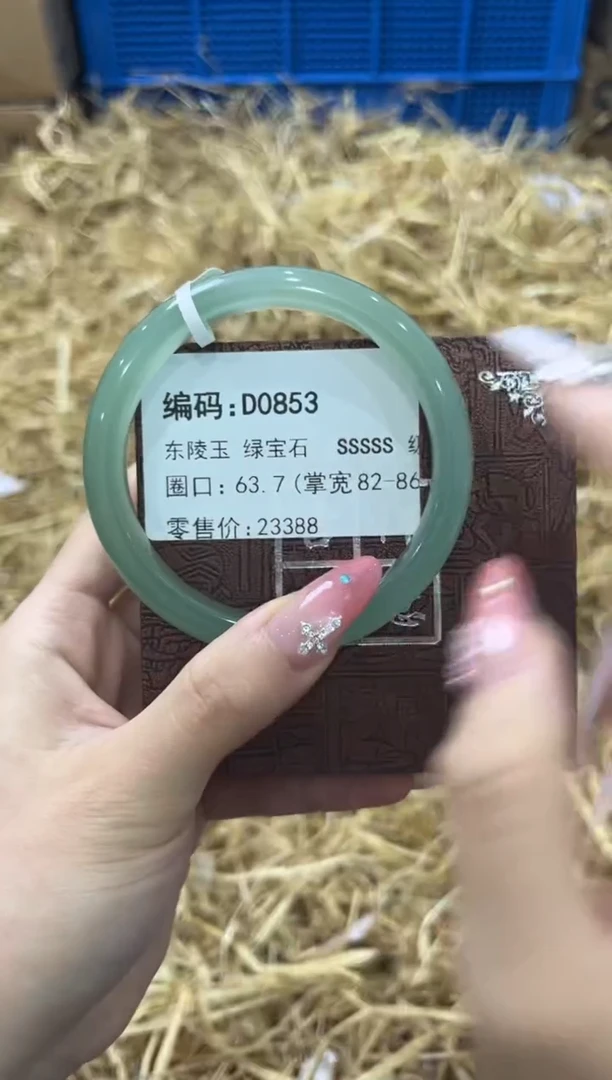 编码:D0853
东陵玉 绿宝石 SSSSS
圈口: 63.7(掌宽82-86
零售价:23388